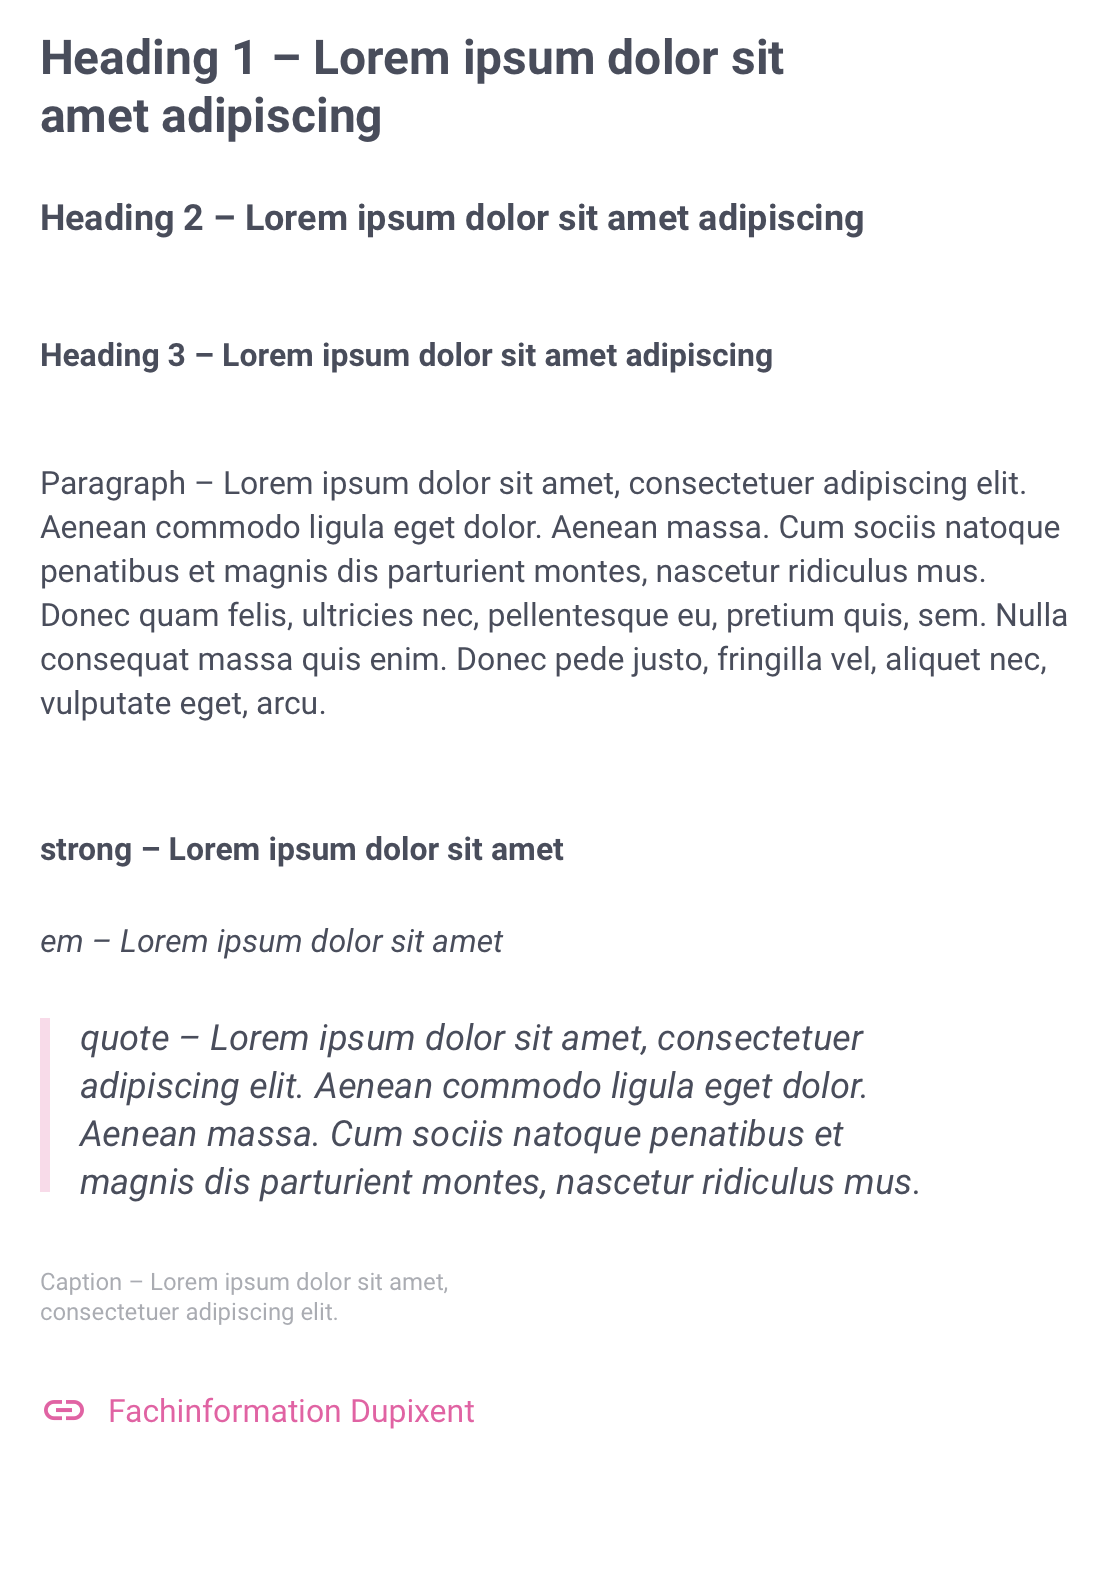 Heading 1 – Lorem ipsum dolor sit
amet adipiscing
Heading 2 – Lorem ipsum dolor sit amet adipiscing
Heading 3 – Lorem ipsum dolor sit amet adipiscing
Paragraph – Lorem ipsum dolor sit amet, consectetuer adipiscing elit.
Aenean commodo ligula eget dolor. Aenean massa. Cum sociis natoque
penatibus et magnis dis parturient montes, nascetur ridiculus mus.
Donec quam felis, ultricies nec, pellentesque eu, pretium quis, sem. Nulla
consequat massa quis enim. Donec pede justo, fringilla vel, aliquet nec,
vulputate eget, arcu.
strong – Lorem ipsum dolor sit amet
em – Lorem ipsum dolor sit amet
quote – Lorem ipsum dolor sit amet, consectetuer
adipiscing elit. Aenean commodo ligula eget dolor.
Aenean massa. Cum sociis natoque penatibus et
magnis dis parturient montes, nascetur ridiculus mus.
Caption – Lorem ipsum dolor sit amet,
consectetuer adipiscing elit.
Fachinformation Dupixent